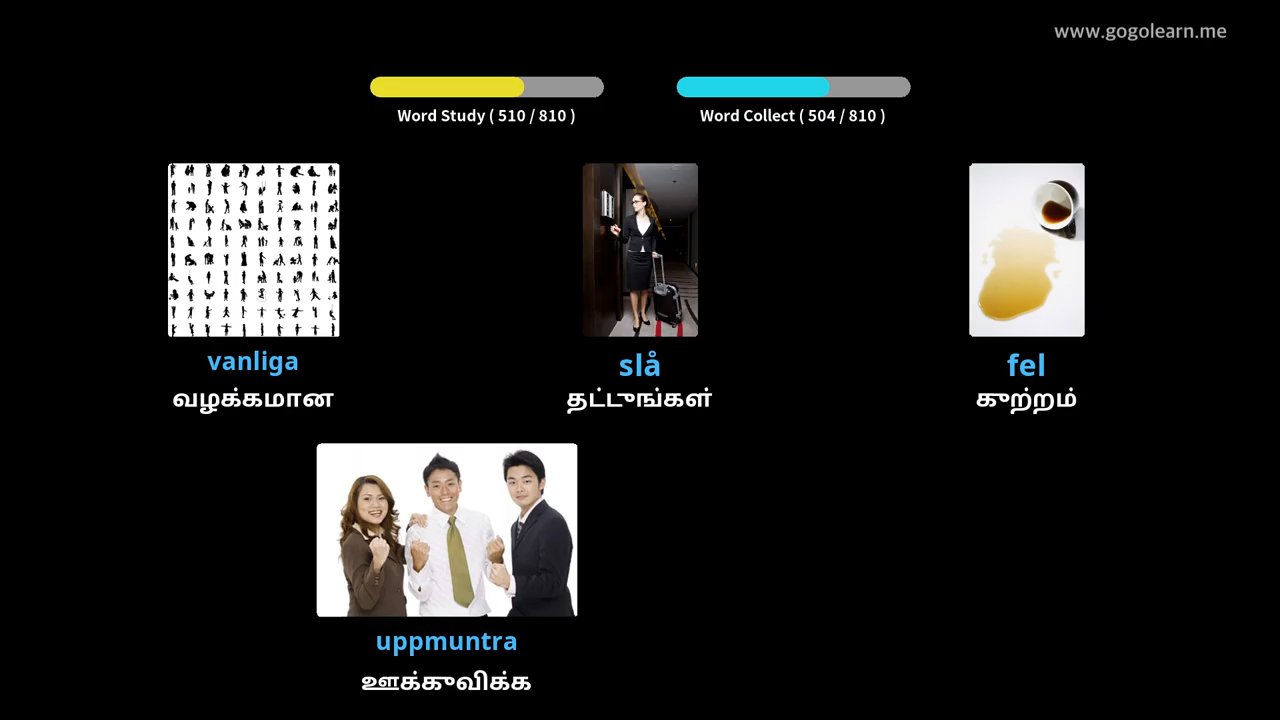 www.gogolearn.me
Word Study ( 510 / 810 )
Word Collect ( 504 / 810 )
vanliga
slå
fel
வழக்கமான
தட்டுங்கள்
குற்றம்
uppmuntra
ஊக்குவிக்க